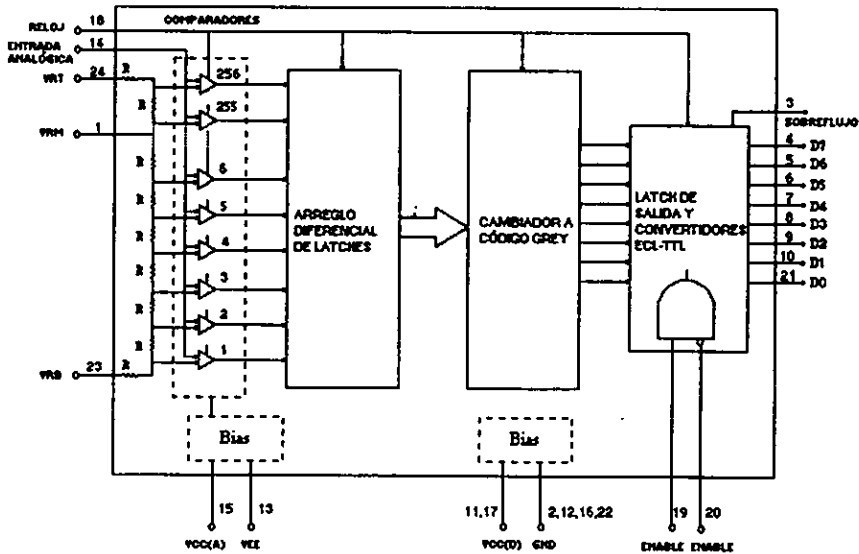 COMPARADORES
RELOJ 18
ENTRADA ANALÓGICA 14
VRT 24
R
R
VRM 1
R
R
R
R
R
R
VRB 23
R
256
255
6
5
4
3
2
1
ARREGLO
DIFERENCIAL
DE LATCHES
CAMBIADOR A
CÓDIGO GREY
LATCH DE
SALIDA Y
CONVERTIDORES
ECL-TTL
3
SOBREFLUJO
4 D7
5 D6
6 D5
7 D4
8 D3
9 D2
10 D1
21 D0
Bias
Bias
15 13
11,17 2,12,16,22
19 20
VCC(A) VEE
VCC(D) GND
ENABLE ENABLE